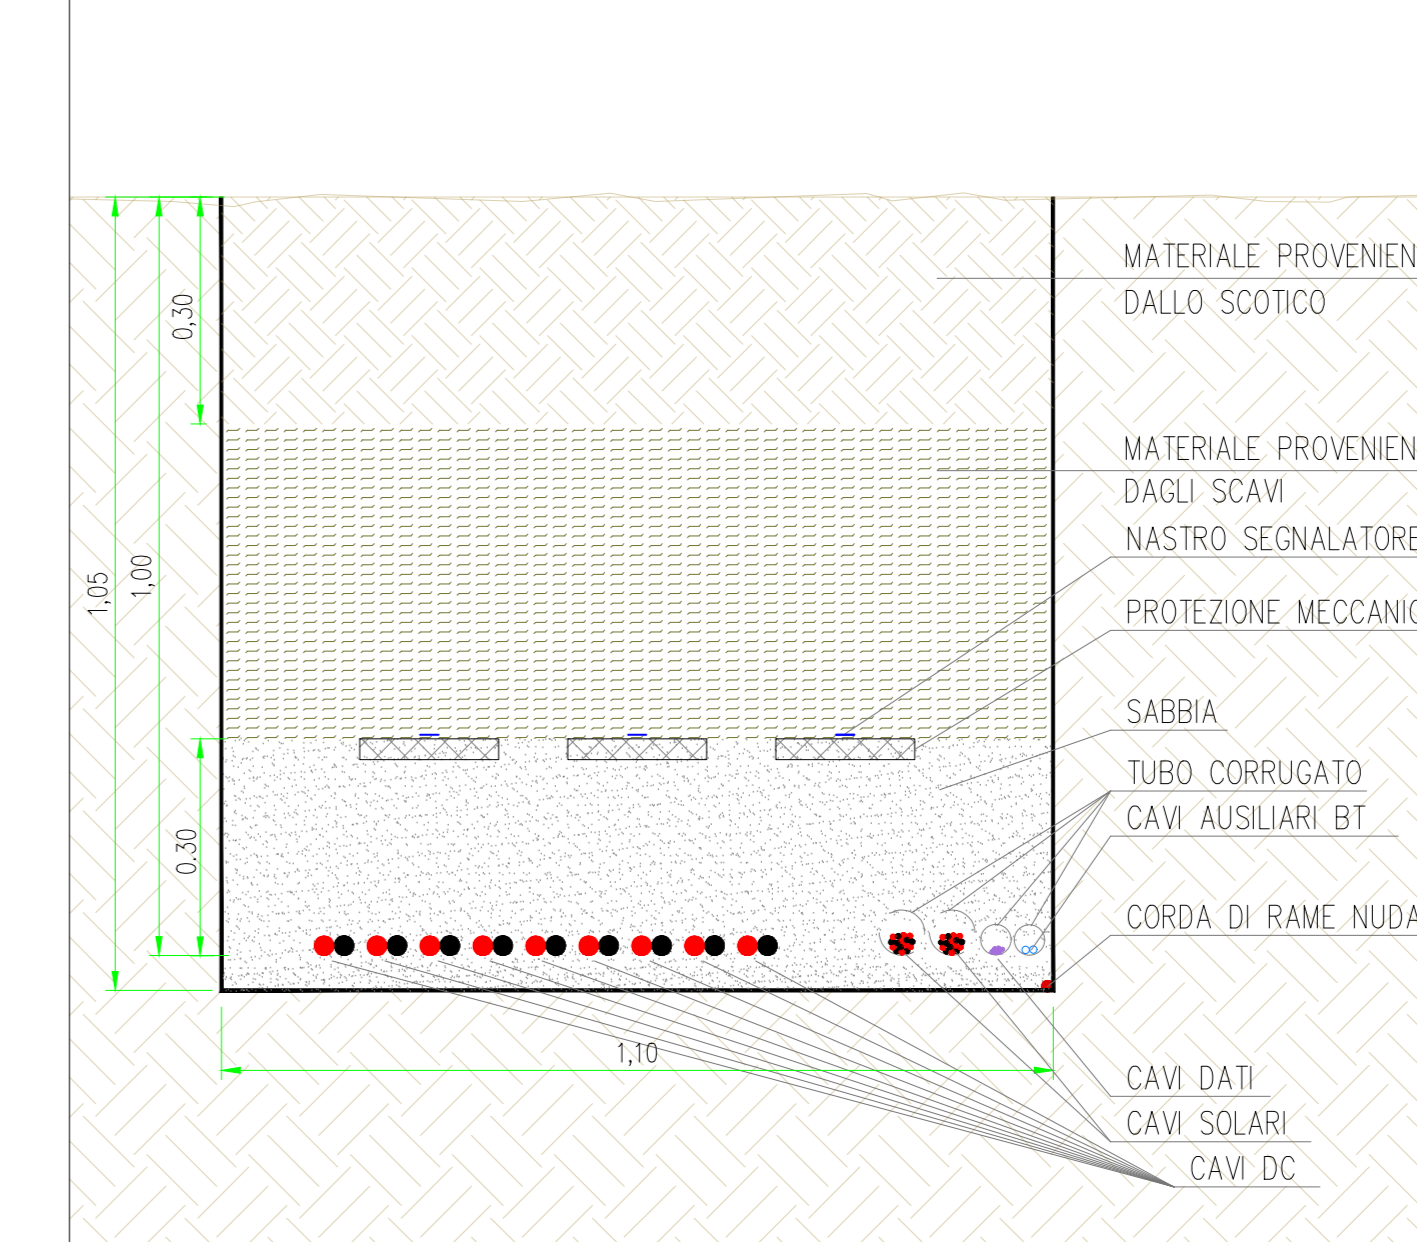 MATERIALE PROVENIEN
DALLO SCOTICO
0,30
MATERIALE PROVENIEN
DAGLI SCAVI
NASTRO SEGNALATORE
1,05
1,00
PROTEZIONE MECCANIC
SABBIA
TUBO CORRUGATO
CAVI AUSILIARI BT
0.30
CORDA DI RAME NUDA
1,10
CAVI DATI
CAVI SOLARI
CAVI DC